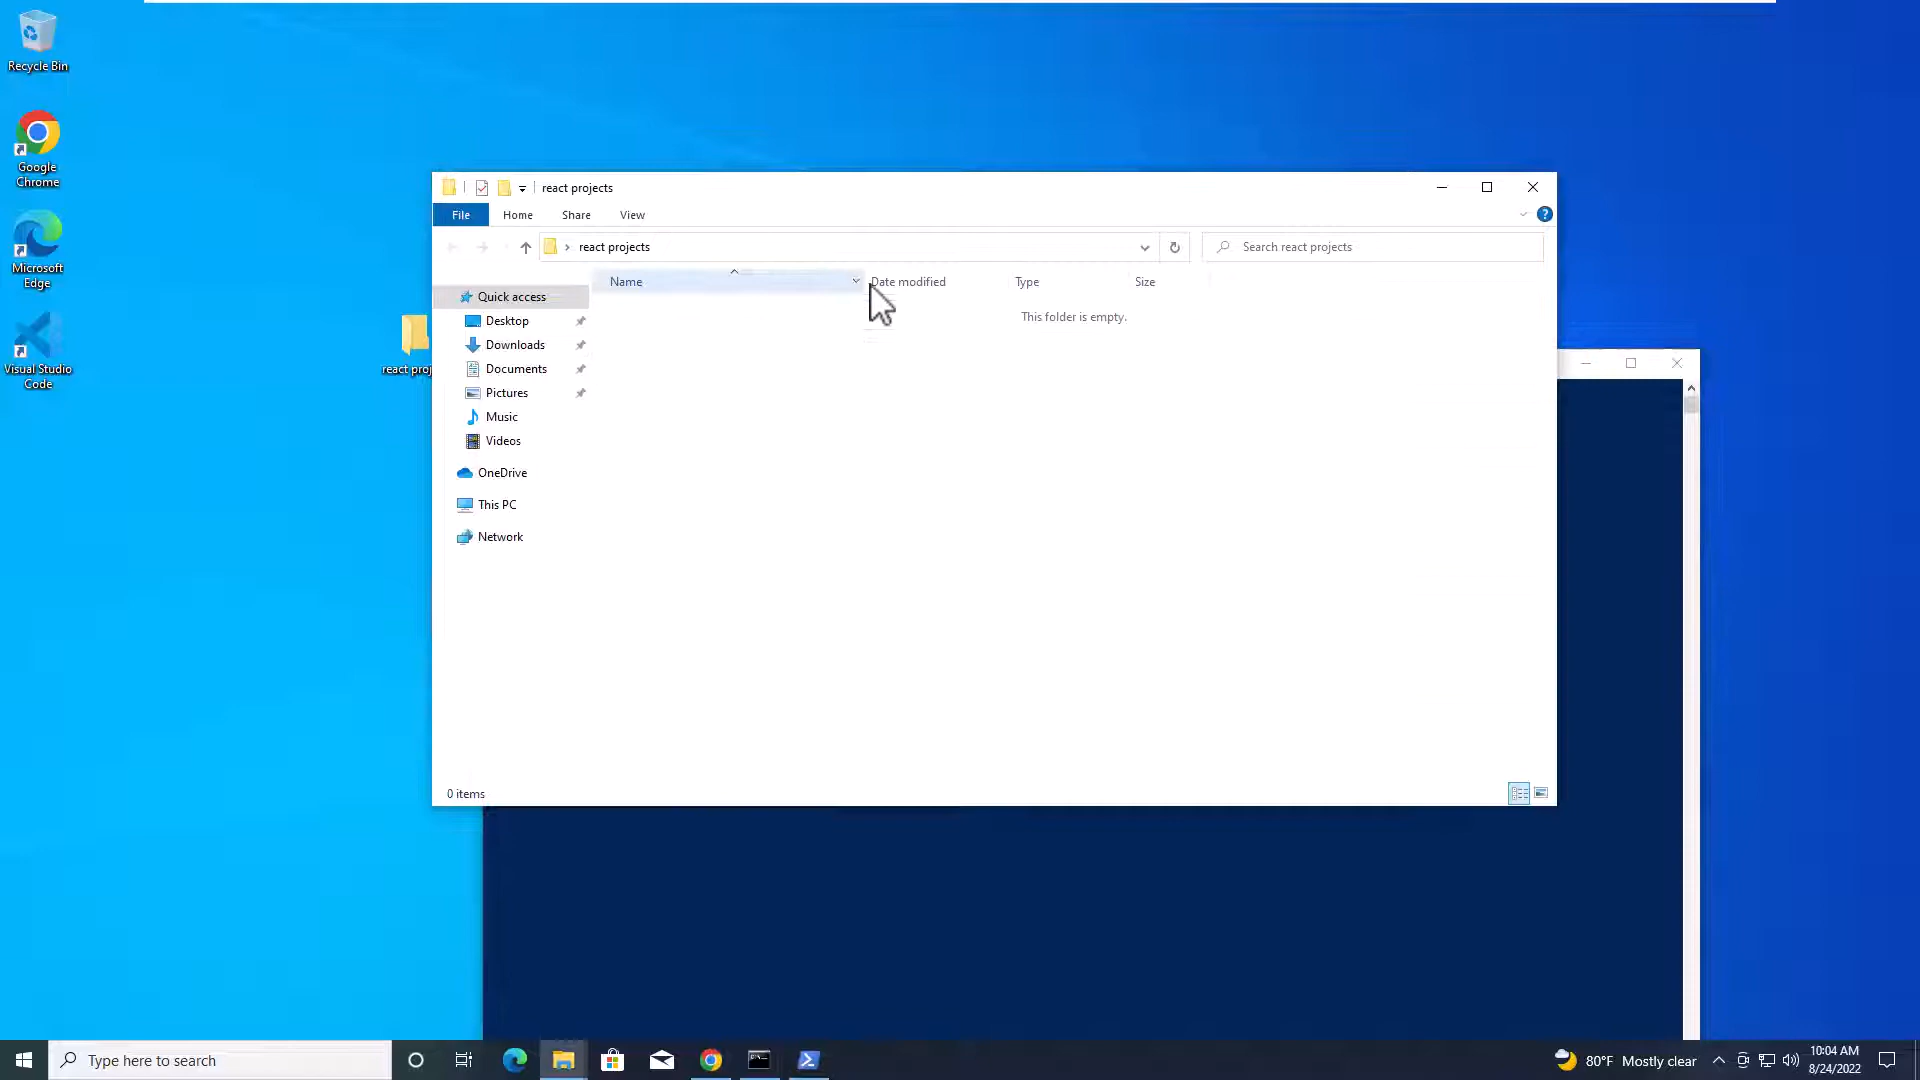 Recycle Bin
Google
Chrome
Microsoft
Edge
Visual Studio
Code
react proj
react projects
File
Home
Share
View
react projects
Search react projects
Name
Date modified
Type
Size
This folder is empty.
Quick access
Desktop
Downloads
Documents
Pictures
Music
Videos
OneDrive
This PC
Network
0 items
Type here to search
80°F Mostly clear
10:04 AM
8/24/2022